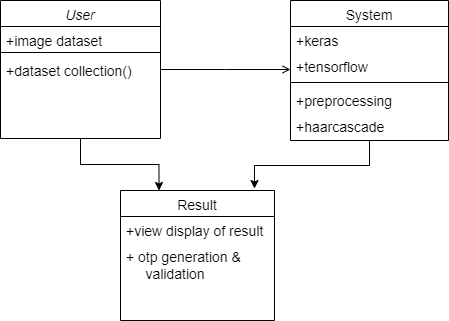 User
+image dataset
+dataset collection()
System
+keras
+tensorflow
+preprocessing
+haarcascade
Result
+view display of result
+ otp generation &
validation